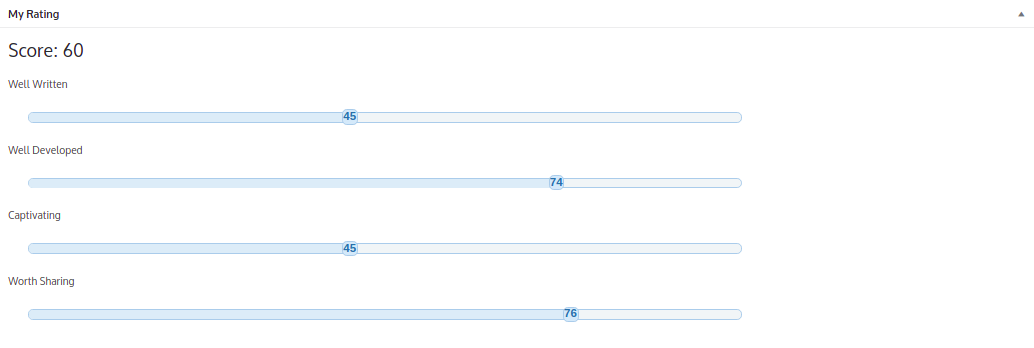 My Rating
Score: 60
Well Written
45
Well Developed
74
Captivating
45
Worth Sharing
76